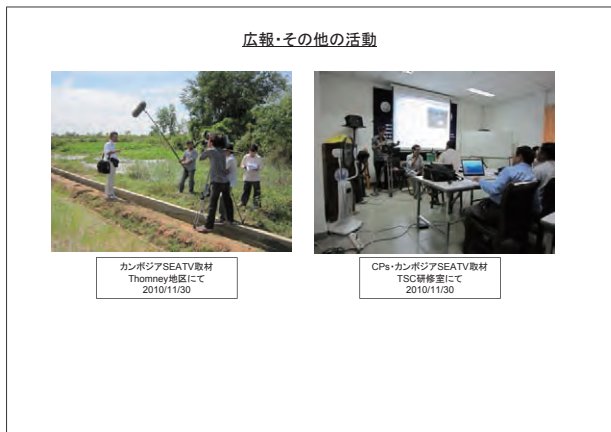 広報・その他の活動
カンボジアSEATV取材
Thomney地区にて
2010/11/30
CPs・カンボジアSEATV取材
TSC研修室にて
2010/11/30